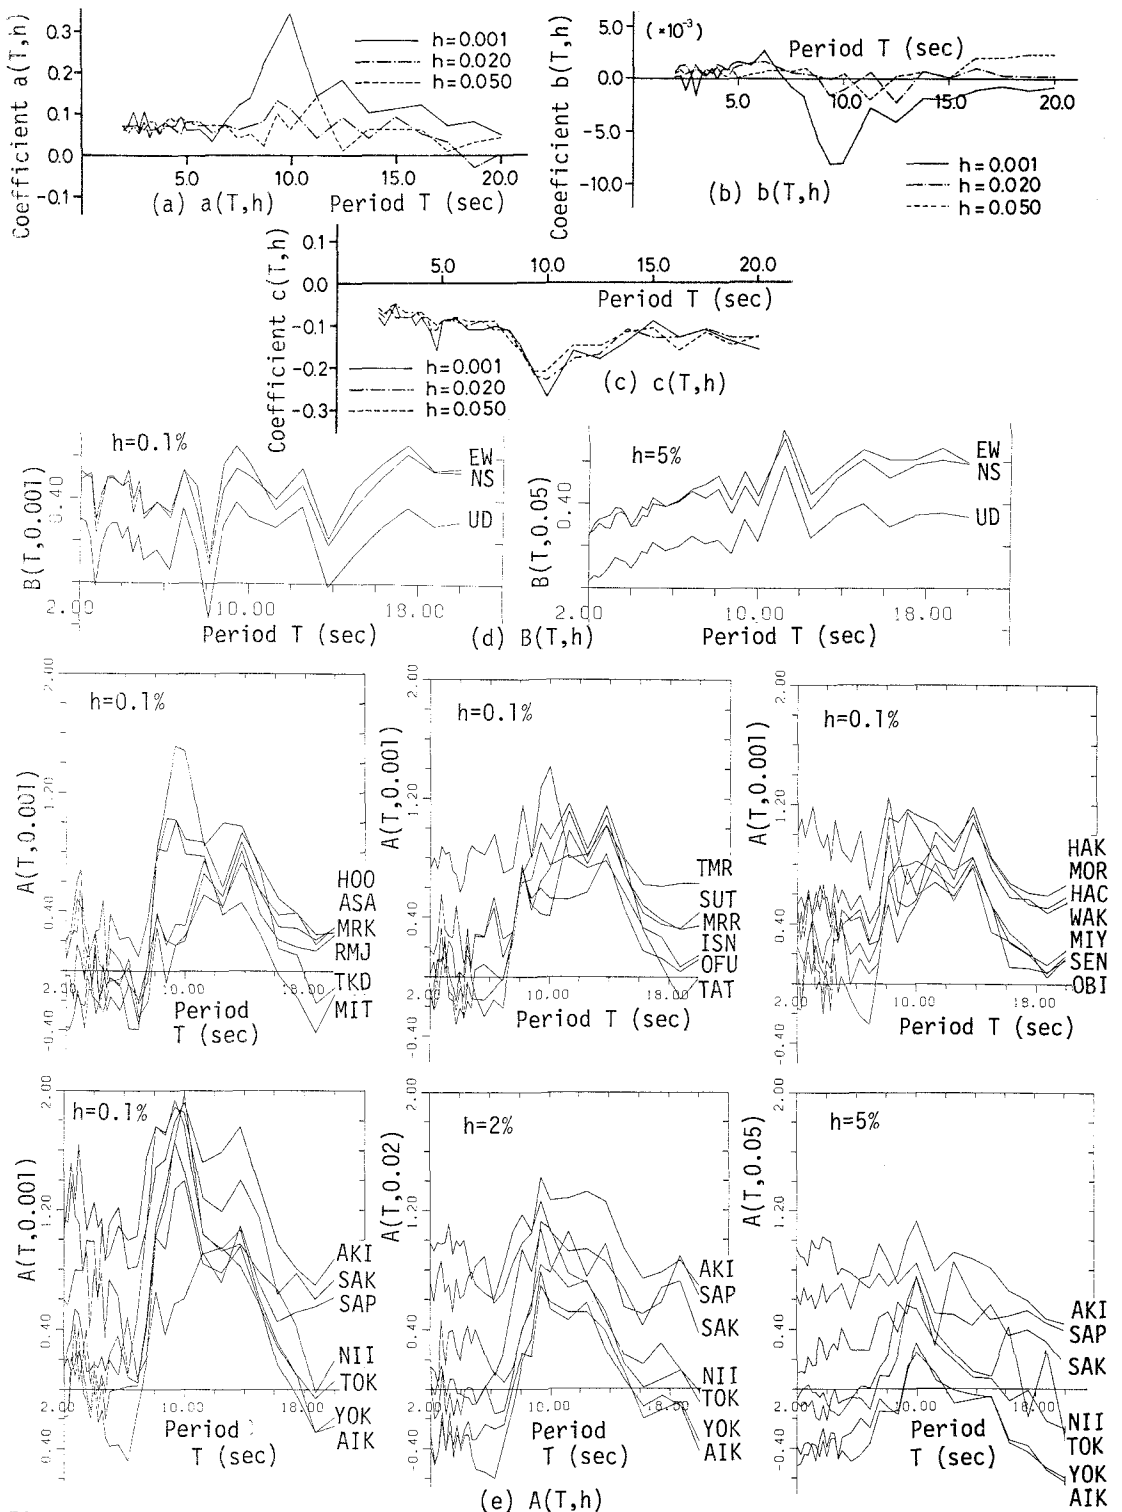 Coefficient a(T,h)
0.3
0.2
0.1
0.0
-0.1
h=0.001
h=0.020
h=0.050
5.0 10.0 15.0 20.0
(a) a(T,h) Period T (sec)
Coeeficient b(T,h)
5.0 (×10⁻³)
0.0
-5.0
-10.0
Period T (sec)
5.0 10.0 15.0 20.0
h=0.001
h=0.020
h=0.050
(b) b(T,h)
Coefficient c(T,h)
0.1
0.0
-0.1
-0.2
-0.3
5.0 10.0 15.0 20.0
Period T (sec)
h=0.001
h=0.020
h=0.050
(c) c(T,h)
B(T,0.001)
0.40
h=0.1%
EW
NS
UD
2.00 10.00 18.00
Period T (sec)
(d) B(T,h)
B(T,0.05)
0.40
h=5%
EW
NS
UD
2.00 10.00 18.00
Period T (sec)
A(T,0.001)
2.00
1.20
0.40
-0.40
h=0.1%
HOO
ASA
MRK
RMJ
TKD
MIT
2.00 10.00 18.00
Period
T (sec)
A(T,0.001)
2.00
1.20
0.40
-0.40
h=0.1%
TMR
SUT
MRR
ISN
OFU
TAT
2.00 10.00 18.00
Period T (sec)
A(T,0.001)
2.00
1.20
0.40
-0.40
h=0.1%
HAK
MOR
HAC
WAK
MIY
SEN
OBI
2.00 10.00 18.00
Period T (sec)
A(T,0.001)
2.00
1.20
0.40
0.40
h=0.1%
AKI
SAK
SAP
NII
TOK
YOK
AIK
2.00 10.00 18.00
Period
T (sec)
A(T,0.02)
2.00
1.20
0.40
0.40
h=2%
AKI
SAP
SAK
NII
TOK
YOK
AIK
2.00 10.00 18.00
Period
T (sec)
A(T,0.05)
2.00
1.20
0.40
0.40
h=5%
AKI
SAP
SAK
NII
TOK
YOK
AIK
2.00 10.00 18.00
Period
T (sec)
(e) A(T,h)